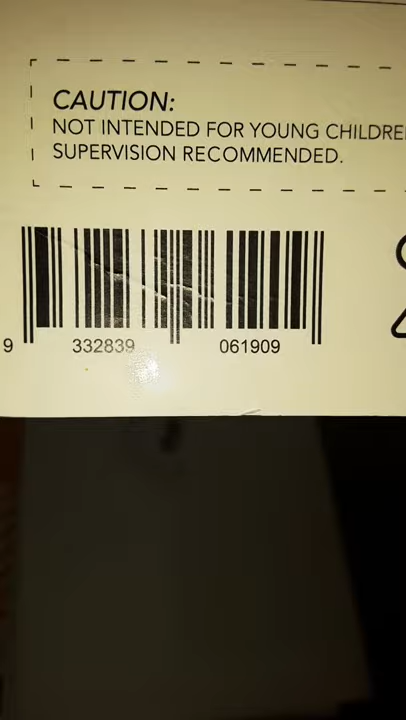 CAUTION:
NOT INTENDED FOR YOUNG CHILDRE
SUPERVISION RECOMMENDED.
9 332839 061909